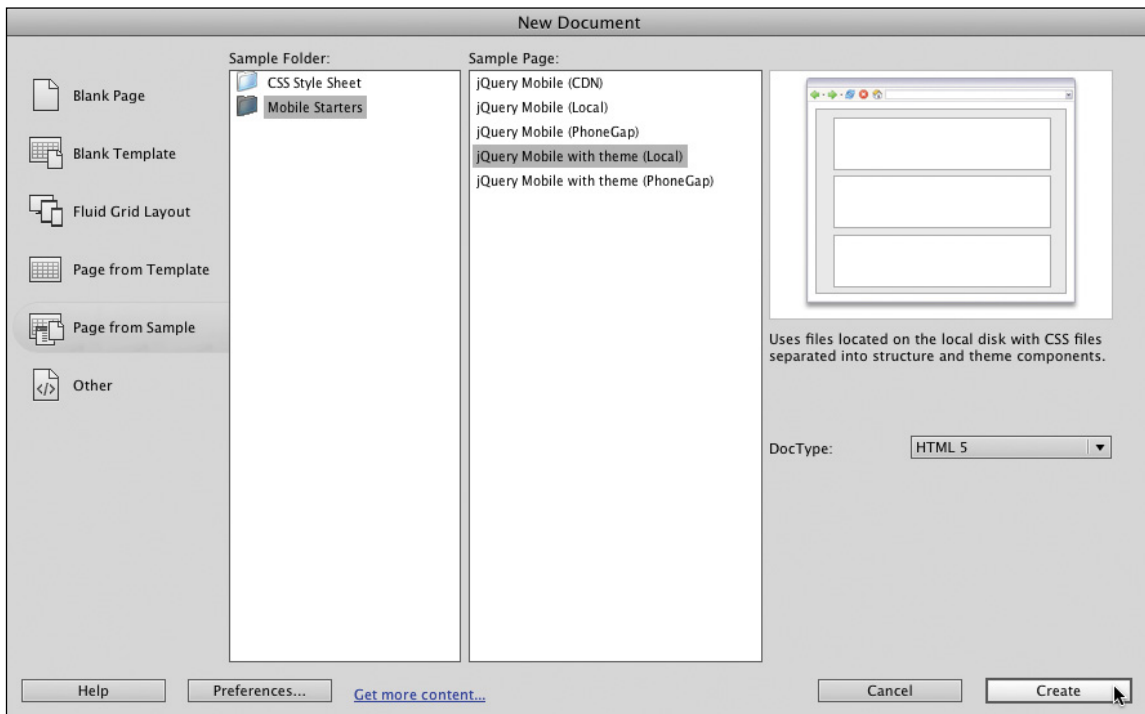 New Document
Blank Page
Blank Template
Fluid Grid Layout
Page from Template
Page from Sample
Other
Sample Folder:
CSS Style Sheet
Mobile Starters
Sample Page:
jQuery Mobile (CDN)
jQuery Mobile (Local)
jQuery Mobile (PhoneGap)
jQuery Mobile with theme (Local)
jQuery Mobile with theme (PhoneGap)
Uses files located on the local disk with CSS files
separated into structure and theme components.
DocType:
HTML 5
Help
Preferences...
Get more content...
Cancel
Create